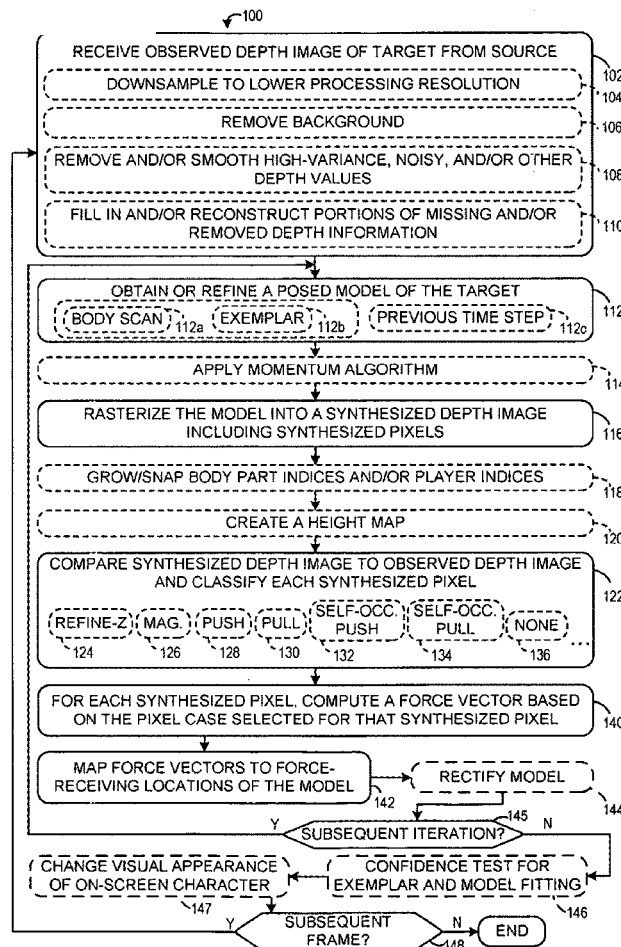 100
RECEIVE OBSERVED DEPTH IMAGE OF TARGET FROM SOURCE
102
DOWNSAMPLE TO LOWER PROCESSING RESOLUTION
104
REMOVE BACKGROUND
106
REMOVE AND/OR SMOOTH HIGH-VARIANCE, NOISY, AND/OR OTHER
DEPTH VALUES
108
FILL IN AND/OR RECONSTRUCT PORTIONS OF MISSING AND/OR
REMOVED DEPTH INFORMATION
110
OBTAIN OR REFINE A POSED MODEL OF THE TARGET
112
BODY SCAN
112a
EXEMPLAR
112b
PREVIOUS TIME STEP
112c
APPLY MOMENTUM ALGORITHM
114
RASTERIZE THE MODEL INTO A SYNTHESIZED DEPTH IMAGE
INCLUDING SYNTHESIZED PIXELS
116
GROW/SNAP BODY PART INDICES AND/OR PLAYER INDICES
118
CREATE A HEIGHT MAP
120
COMPARE SYNTHESIZED DEPTH IMAGE TO OBSERVED DEPTH IMAGE
AND CLASSIFY EACH SYNTHESIZED PIXEL
122
REFINE-Z
124
MAG.
126
PUSH
128
PULL
130
SELF-OCC.
PUSH
132
SELF-OCC.
PULL
134
NONE
136
....
FOR EACH SYNTHESIZED PIXEL, COMPUTE A FORCE VECTOR BASED
ON THE PIXEL CASE SELECTED FOR THAT SYNTHESIZED PIXEL
140
MAP FORCE VECTORS TO FORCE-
RECEIVING LOCATIONS OF THE MODEL
142
RECTIFY MODEL
144
145
Y
SUBSEQUENT ITERATION?
N
CHANGE VISUAL APPEARANCE
OF ON-SCREEN CHARACTER
147
CONFIDENCE TEST FOR
EXEMPLAR AND MODEL FITTING
146
Y
SUBSEQUENT
FRAME?
148
N
END